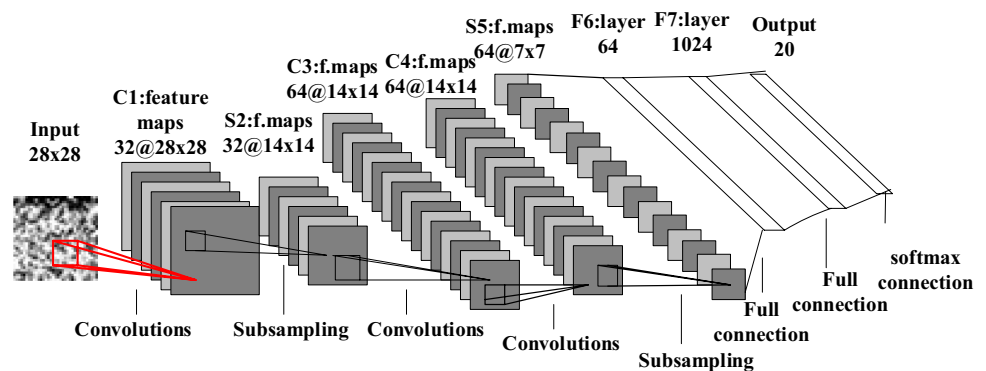 Input
28x28
C1:feature
maps
32@28x28
S2:f.maps
32@14x14
C3:f.maps
64@14x14
C4:f.maps
64@14x14
S5:f.maps
64@7x7
F6:layer
64
F7:layer
1024
Output
20
Convolutions
Subsampling
Convolutions
Convolutions
Subsampling
Full
connection
Full
connection
softmax
connection